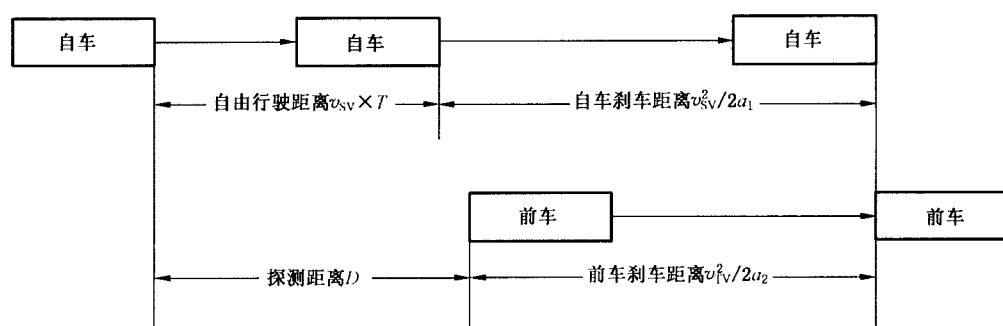 自车 自车 自车
自由行驶距离v_SV×T 自车刹车距离v²_SV/2a₁
前车 前车
探测距离D 前车刹车距离v²_TV/2a₂